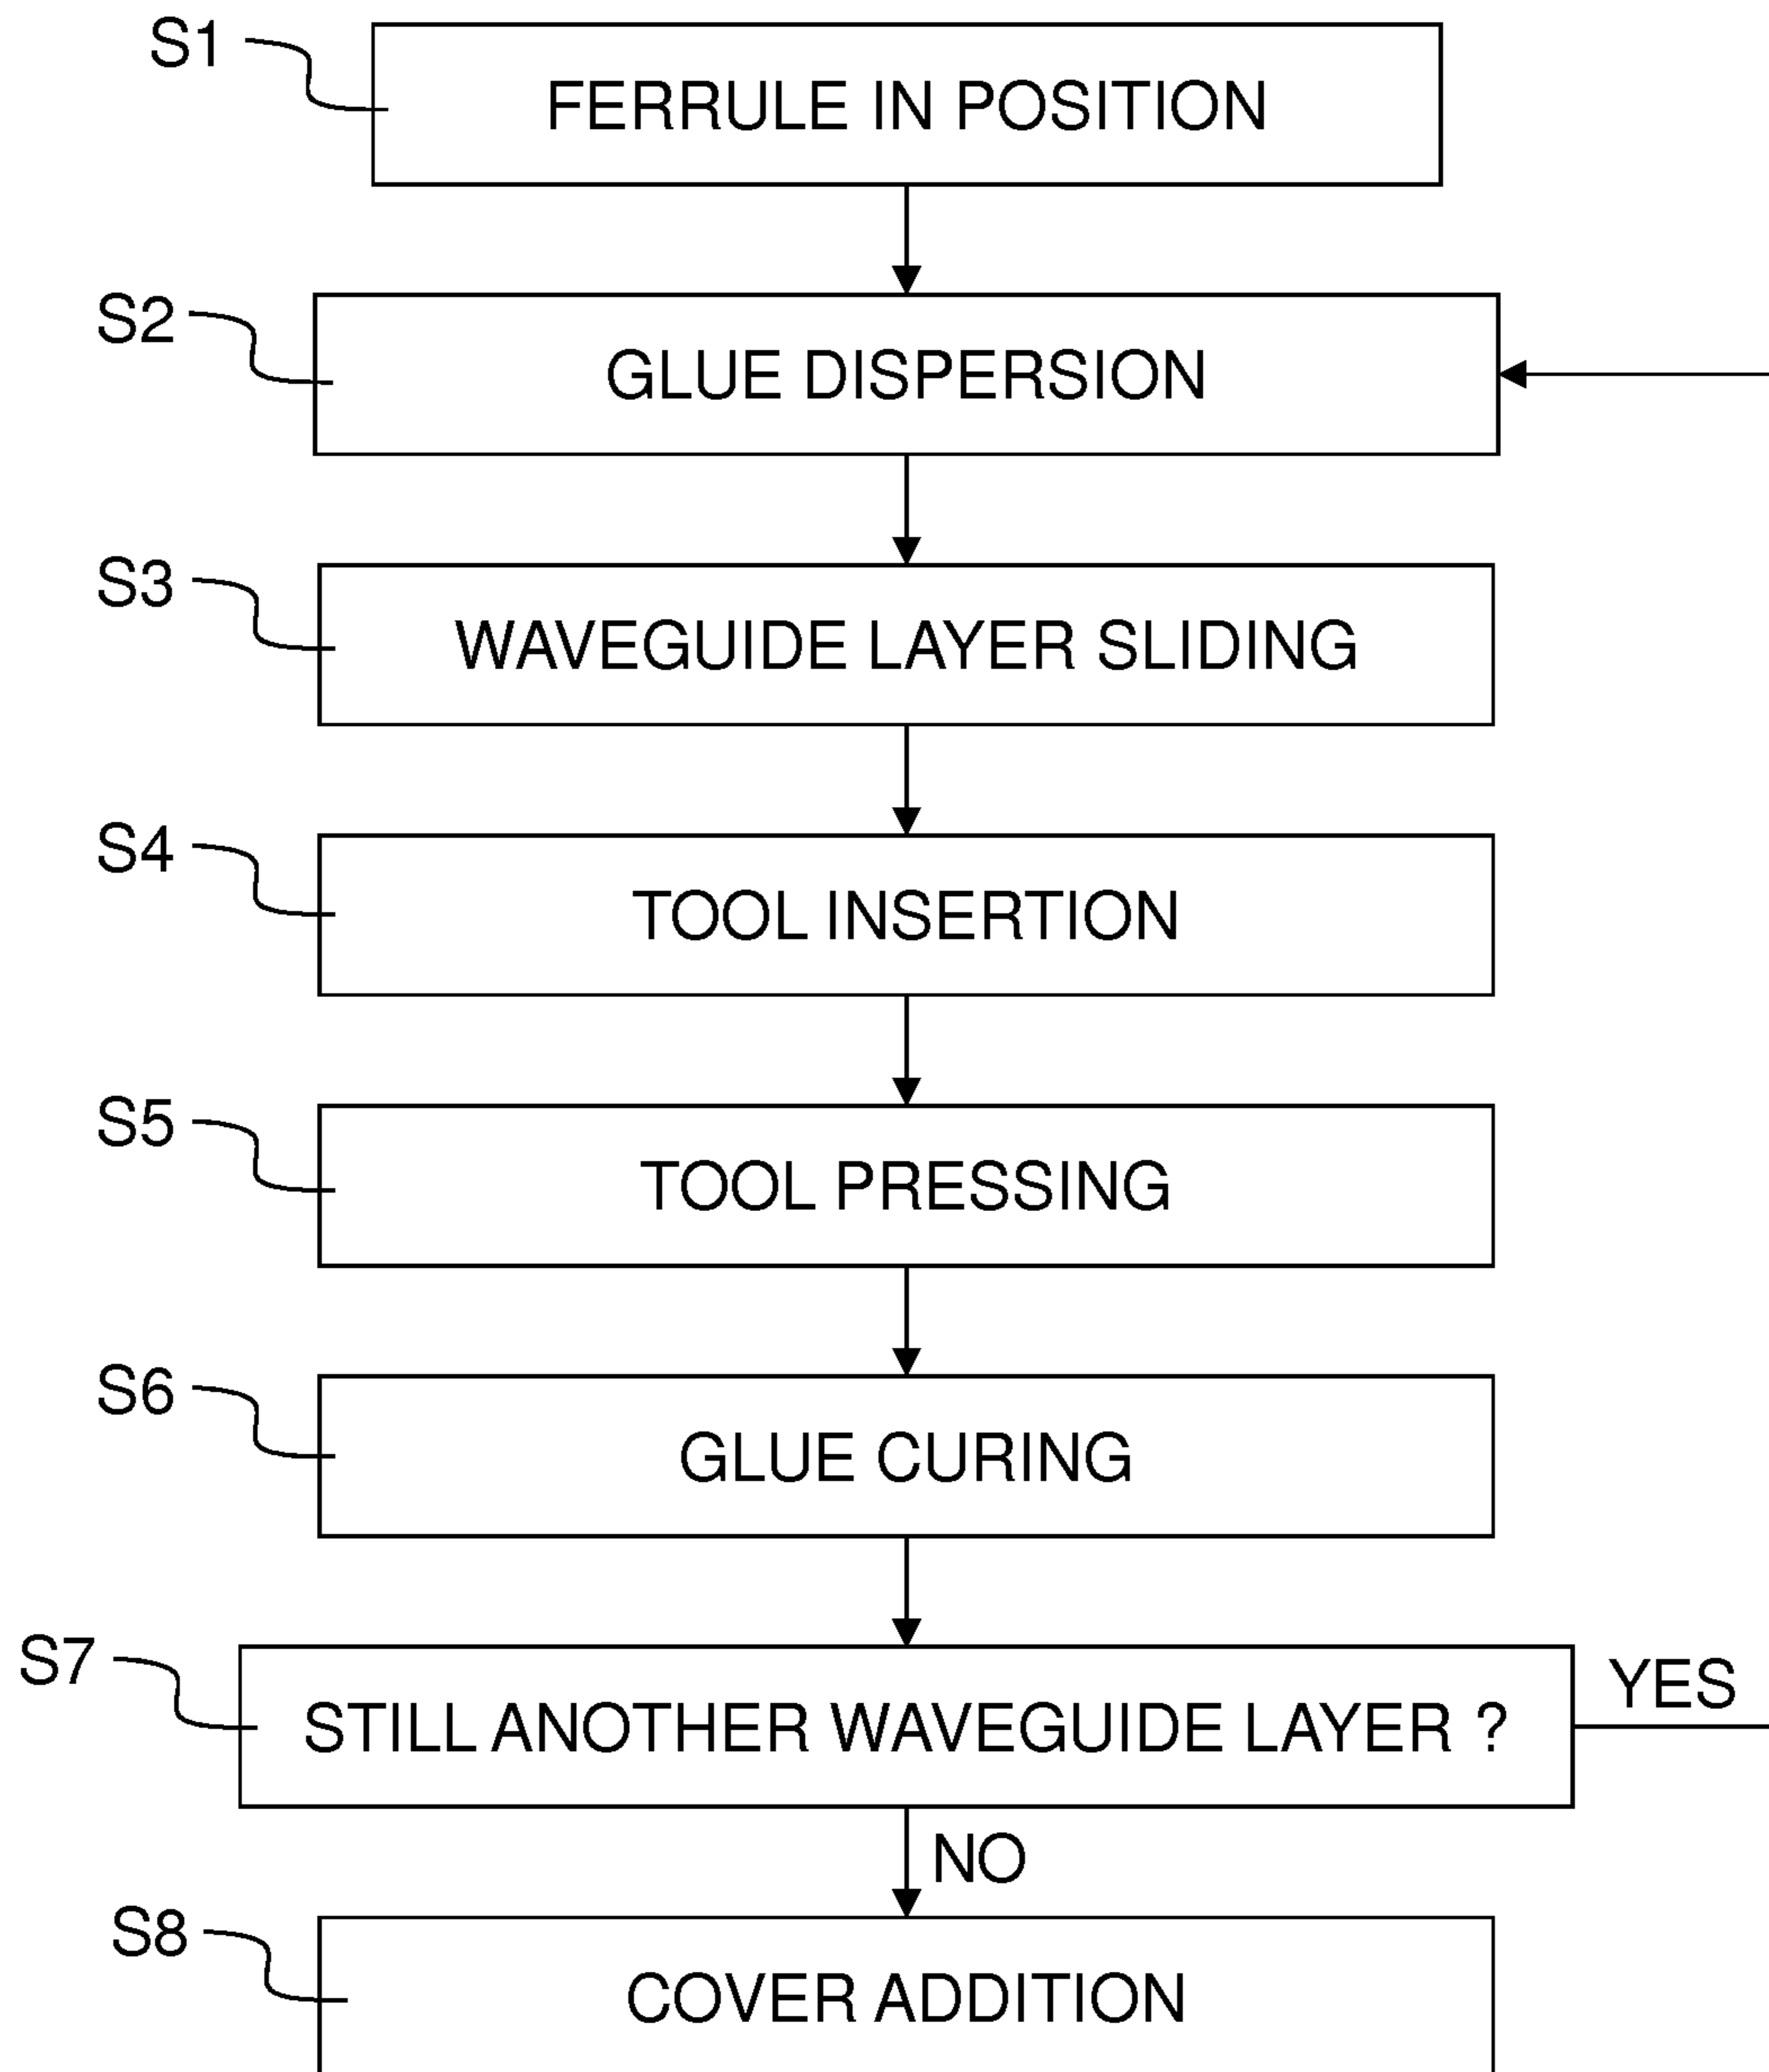 S1
FERRULE IN POSITION
S2
GLUE DISPERSION
S3
WAVEGUIDE LAYER SLIDING
S4
TOOL INSERTION
S5
TOOL PRESSING
S6
GLUE CURING
S7
STILL ANOTHER WAVEGUIDE LAYER ?
YES
NO
S8
COVER ADDITION